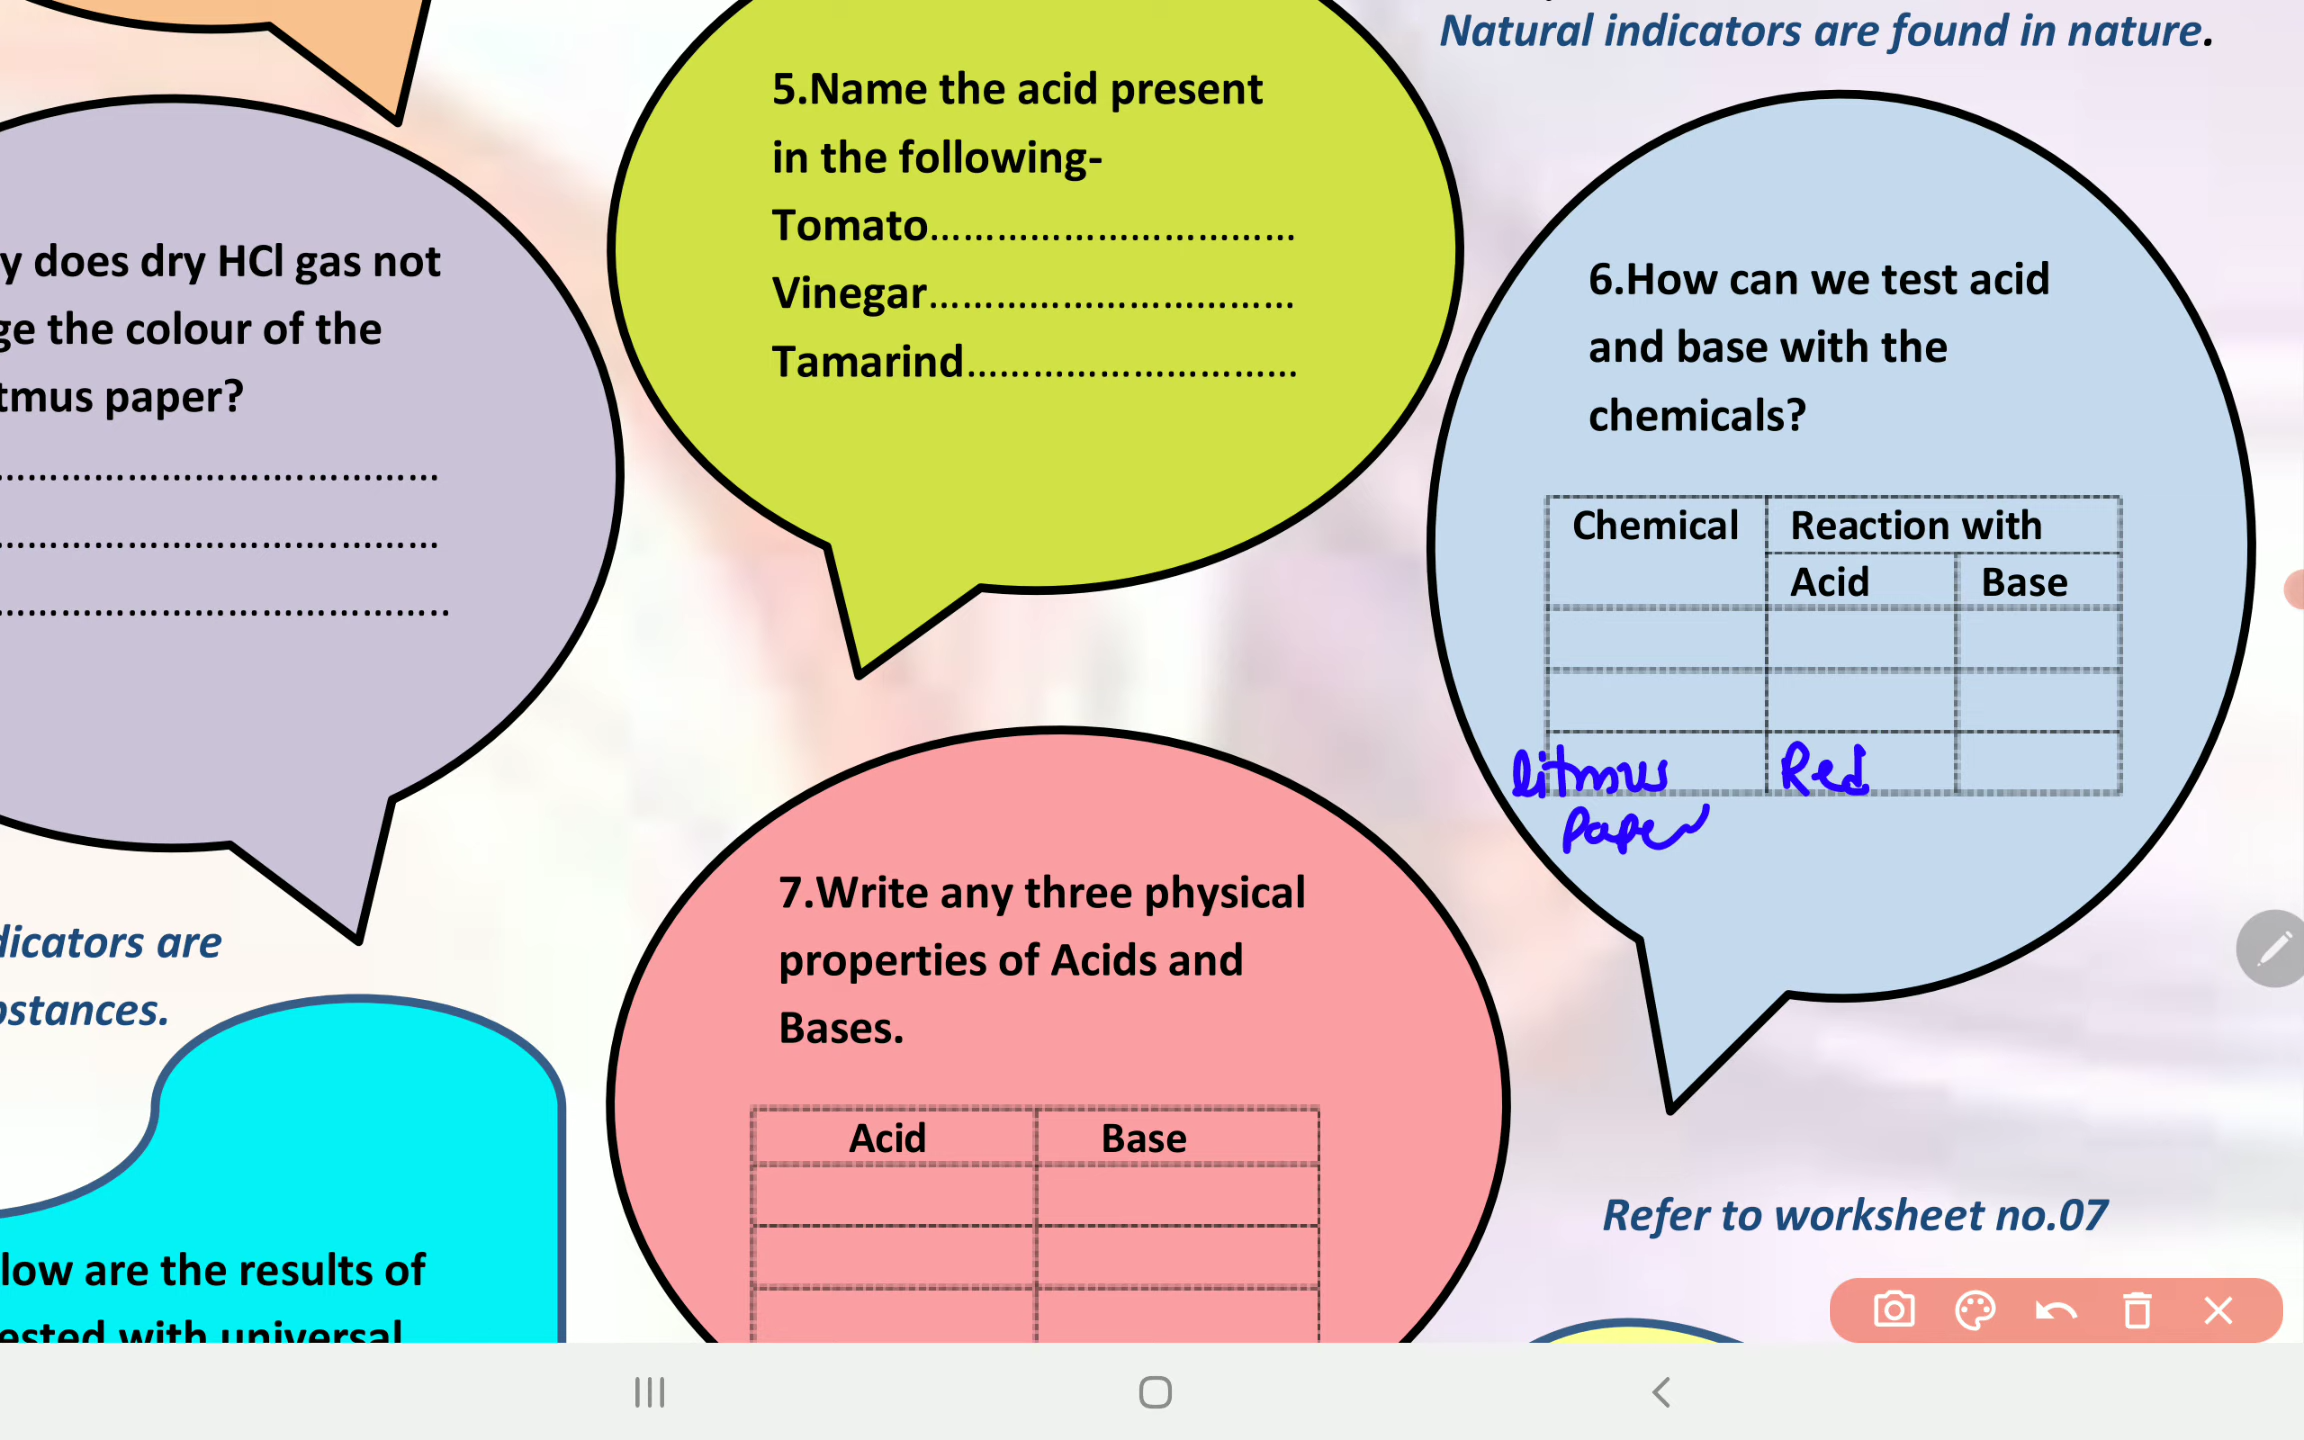 Natural indicators are found in nature.
5.Name the acid present
in the following-
Tomato.................................
Vinegar.................................
Tamarind..............................
y does dry HCl gas not
ge the colour of the
tmus paper?
6.How can we test acid
and base with the
chemicals?
Chemical Reaction with
Acid Base
litmus Red
paper
7.Write any three physical
properties of Acids and
Bases.
Acid Base
dicators are
bstances.
low are the results of
ested with universal
Refer to worksheet no.07